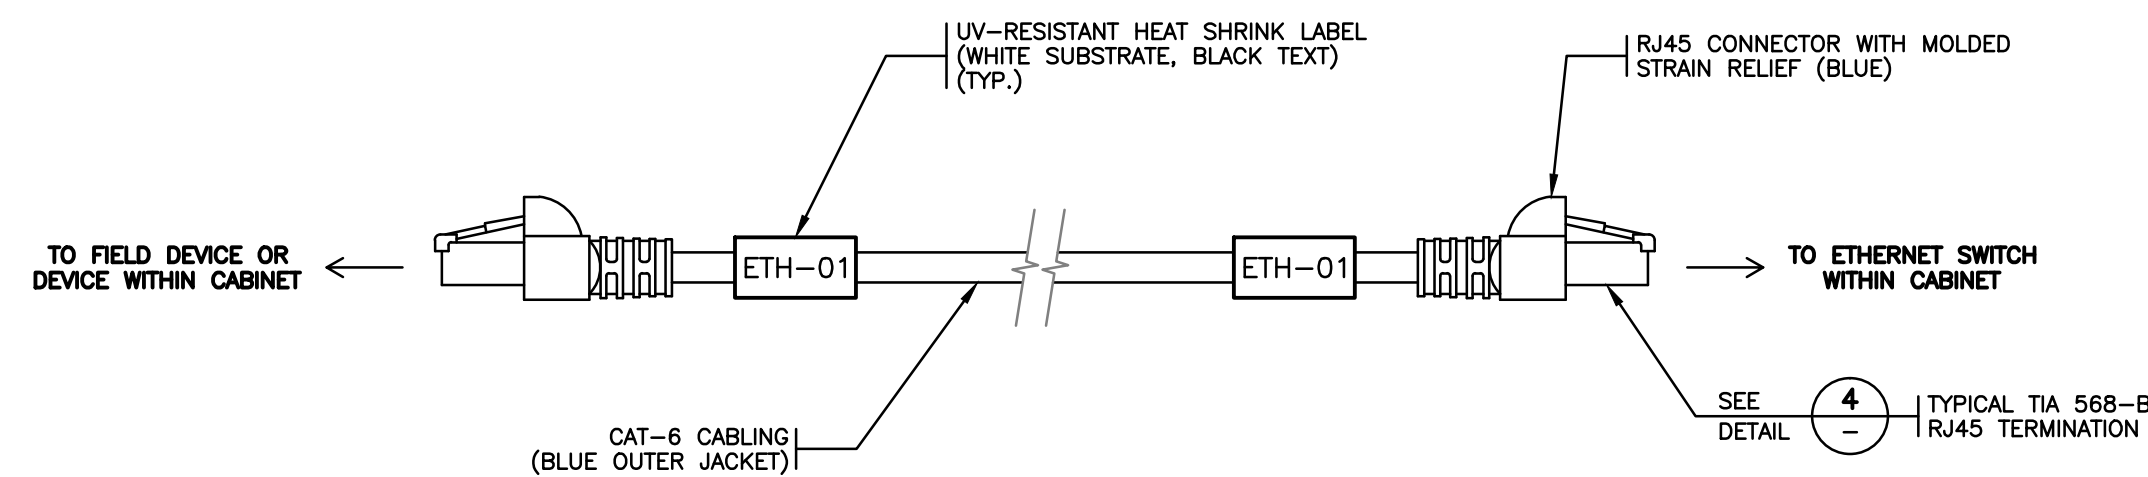 UV-RESISTANT HEAT SHRINK LABEL
(WHITE SUBSTRATE, BLACK TEXT)
(TYP.)
RJ45 CONNECTOR WITH MOLDED
STRAIN RELIEF (BLUE)
TO FIELD DEVICE OR
DEVICE WITHIN CABINET
ETH-01
ETH-01
TO ETHERNET SWITCH
WITHIN CABINET
CAT-6 CABLING
(BLUE OUTER JACKET)
SEE
DETAIL
4
-
TYPICAL TIA 568-B
RJ45 TERMINATION